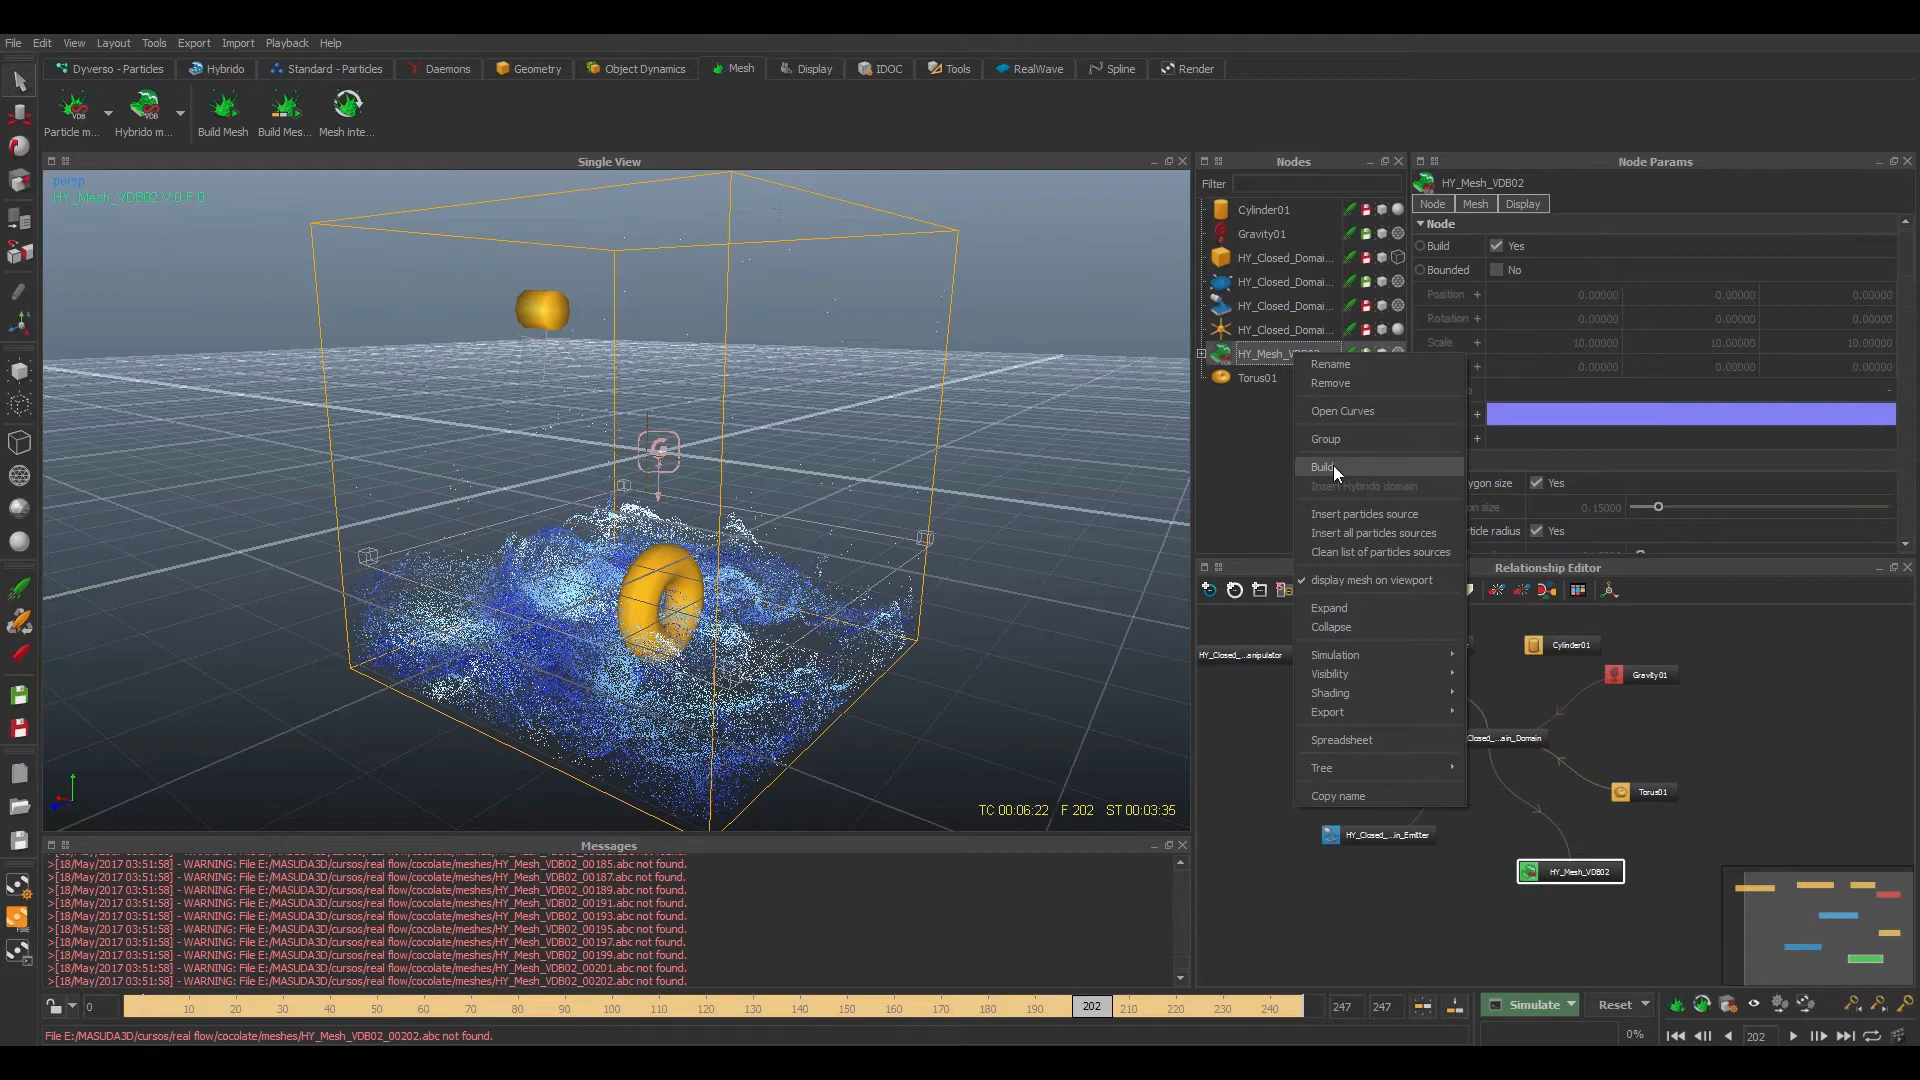 File Edit View Layout Tools Export Import Playback Help
Dyverso - Particles Hybrido Standard - Particles Daemons Geometry Object Dynamics Mesh Display IDOC Tools RealWave Spline Render
Particle m... Hybrido m... Build Mesh Build Mes... Mesh inte...
Single View
persp
HY_Mesh_VDB02 V:0 F:0
TC 00:06:22 F 202 ST 00:03:35
Nodes
Filter
Cylinder01
Gravity01
HY_Closed_Domai...
HY_Closed_Domai...
HY_Closed_Domai...
HY_Closed_Domai...
HY_Mesh_VDB02
Torus01
Rename
Remove
Open Curves
Group
Build
Insert Hybrido domain
Insert particles source
Insert all particles sources
Clean list of particles sources
display mesh on viewport
Expand
Collapse
Simulation
Visibility
Shading
Export
Spreadsheet
Tree
Copy name
Node Params
HY_Mesh_VDB02
Node Mesh Display
Node
Build Yes
Bounded No
Position + 0.00000 0.00000 0.00000
Rotation + 0.00000 0.00000 0.00000
Scale + 10.00000 10.00000 10.00000
+ 0.00000 0.00000 0.00000
-
+
+
ygon size Yes
on size 0.15000
ticle radius Yes
Relationship Editor
HY_Closed_...anipulator
Cylinder01
Gravity01
Closed_...ain_Domain
Torus01
HY_Closed_...in_Emitter
HY_Mesh_VDB02
Messages
>[18/May/2017 03:51:58] - WARNING: File E:/MASUDA3D/cursos/real flow/cocolate/meshes/HY_Mesh_VDB02_00185.abc not found.
>[18/May/2017 03:51:58] - WARNING: File E:/MASUDA3D/cursos/real flow/cocolate/meshes/HY_Mesh_VDB02_00187.abc not found.
>[18/May/2017 03:51:58] - WARNING: File E:/MASUDA3D/cursos/real flow/cocolate/meshes/HY_Mesh_VDB02_00189.abc not found.
>[18/May/2017 03:51:58] - WARNING: File E:/MASUDA3D/cursos/real flow/cocolate/meshes/HY_Mesh_VDB02_00191.abc not found.
>[18/May/2017 03:51:58] - WARNING: File E:/MASUDA3D/cursos/real flow/cocolate/meshes/HY_Mesh_VDB02_00193.abc not found.
>[18/May/2017 03:51:58] - WARNING: File E:/MASUDA3D/cursos/real flow/cocolate/meshes/HY_Mesh_VDB02_00195.abc not found.
>[18/May/2017 03:51:58] - WARNING: File E:/MASUDA3D/cursos/real flow/cocolate/meshes/HY_Mesh_VDB02_00197.abc not found.
>[18/May/2017 03:51:58] - WARNING: File E:/MASUDA3D/cursos/real flow/cocolate/meshes/HY_Mesh_VDB02_00199.abc not found.
>[18/May/2017 03:51:58] - WARNING: File E:/MASUDA3D/cursos/real flow/cocolate/meshes/HY_Mesh_VDB02_00201.abc not found.
>[18/May/2017 03:51:58] - WARNING: File E:/MASUDA3D/cursos/real flow/cocolate/meshes/HY_Mesh_VDB02_00202.abc not found.
0 10 20 30 40 50 60 70 80 90 100 110 120 130 140 150 160 170 180 190 202 210 220 230 240 247 247
Simulate Reset
File E:/MASUDA3D/cursos/real flow/cocolate/meshes/HY_Mesh_VDB02_00202.abc not found.
0% 202